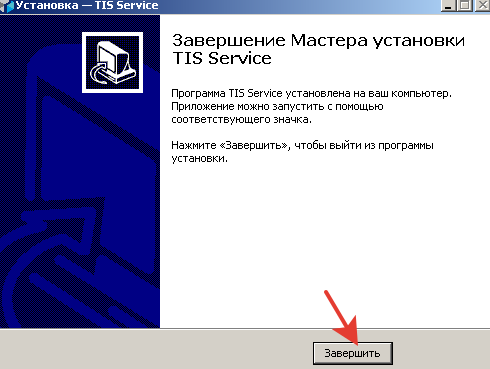 Установка — TIS Service
Завершение Мастера установки
TIS Service
Программа TIS Service установлена на ваш компьютер.
Приложение можно запустить с помощью
соответствующего значка.
Нажмите «Завершить», чтобы выйти из программы
установки.
Завершить